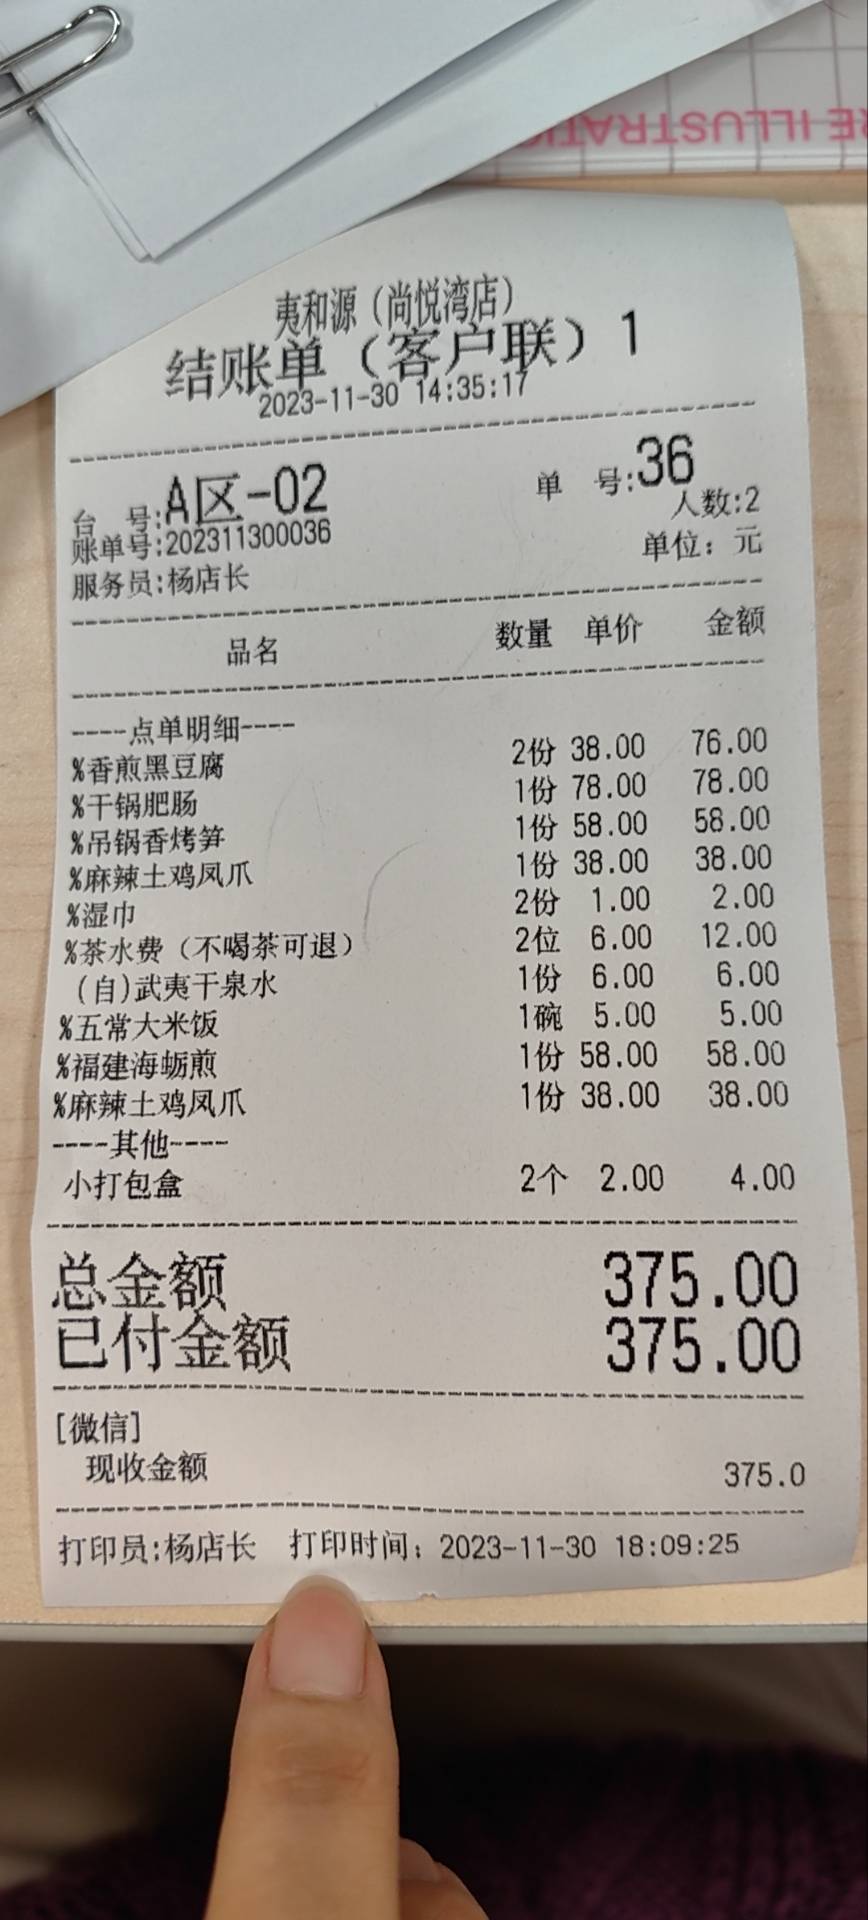 RE ILLUSTRATI
夷和源（尚悦湾店）
结账单（客户联）1
2023-11-30 14:35:17
台 号:A区-02 单 号:36
人数:2
账单号:202311300036
单位：元
服务员:杨店长
品名 数量 单价 金额
----点单明细----
%香煎黑豆腐 2份 38.00 76.00
%干锅肥肠 1份 78.00 78.00
%吊锅香烤笋 1份 58.00 58.00
%麻辣土鸡凤爪 1份 38.00 38.00
%湿巾 2份 1.00 2.00
%茶水费（不喝茶可退） 2位 6.00 12.00
(自)武夷干泉水 1份 6.00 6.00
%五常大米饭 1碗 5.00 5.00
%福建海蛎煎 1份 58.00 58.00
%麻辣土鸡凤爪 1份 38.00 38.00
----其他----
小打包盒 2个 2.00 4.00
总金额 375.00
已付金额 375.00
[微信]
现收金额 375.0
打印员:杨店长 打印时间：2023-11-30 18:09:25